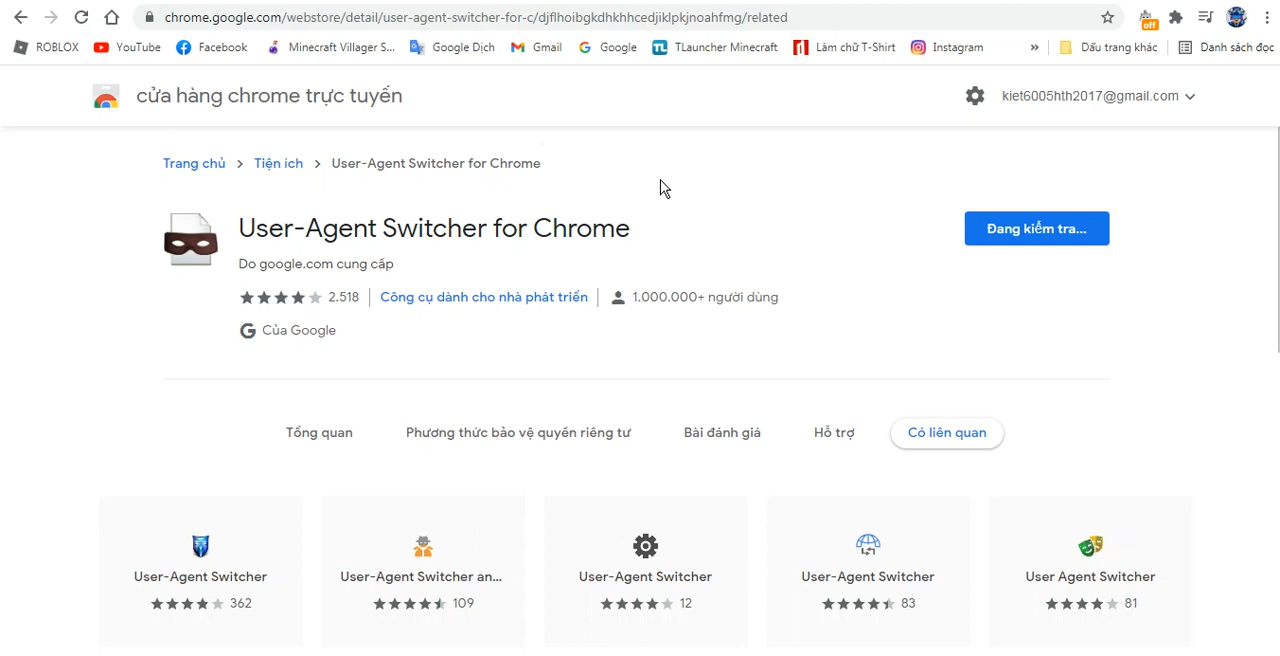 chrome.google.com/webstore/detail/user-agent-switcher-for-c/djflhoibgkdhkhhcedjiklpkjnoahfmg/related
off
ROBLOX YouTube Facebook Minecraft Villager S... Google Dịch Gmail Google TLauncher Minecraft Làm chữ T-Shirt Instagram » Dấu trang khác Danh sách đọc
cửa hàng chrome trực tuyến kiet6005hth2017@gmail.com
Trang chủ > Tiện ích > User-Agent Switcher for Chrome
User-Agent Switcher for Chrome Đang kiểm tra...
Do google.com cung cấp
2.518 Công cụ dành cho nhà phát triển 1.000.000+ người dùng
Của Google
Tổng quan Phương thức bảo vệ quyền riêng tư Bài đánh giá Hỗ trợ Có liên quan
User-Agent Switcher User-Agent Switcher an... User-Agent Switcher User-Agent Switcher User Agent Switcher
362 109 12 83 81